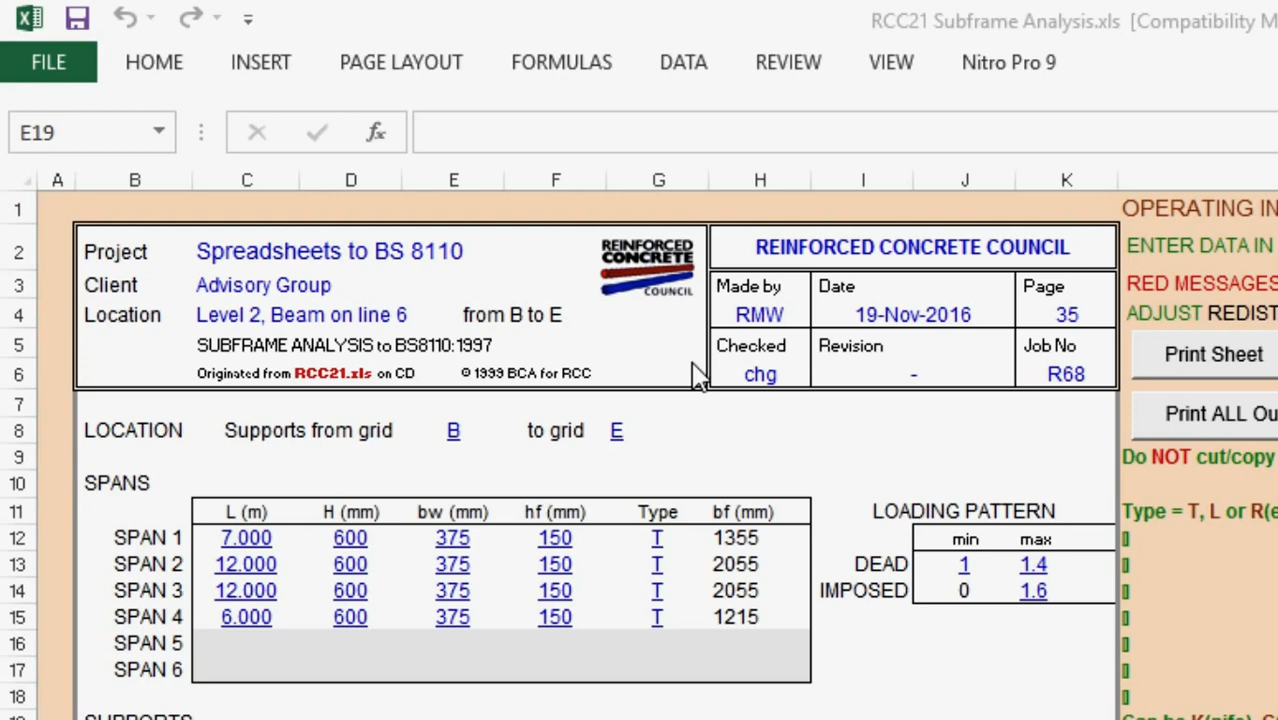 RCC21 Subframe Analysis.xls [Compatibility M
FILE HOME INSERT PAGE LAYOUT FORMULAS DATA REVIEW VIEW Nitro Pro 9
E19 fx
A B C D E F G H I J K
1 OPERATING IN
2 Project Spreadsheets to BS 8110 REINFORCED CONCRETE COUNCIL REINFORCED CONCRETE COUNCIL ENTER DATA IN
3 Client Advisory Group Made by Date Page RED MESSAGES
4 Location Level 2, Beam on line 6 from B to E RMW 19-Nov-2016 35 ADJUST REDIST
5 SUBFRAME ANALYSIS to BS8110:1997 Checked Revision Job No Print Sheet
6 Originated from RCC21.xls on CD © 1999 BCA for RCC chg - R68
7 Print ALL Ou
8 LOCATION Supports from grid B to grid E
9 Do NOT cut/copy
10 SPANS
11 L (m) H (mm) bw (mm) hf (mm) Type bf (mm) LOADING PATTERN Type = T, L or R(e
12 SPAN 1 7.000 600 375 150 T 1355 min max
13 SPAN 2 12.000 600 375 150 T 2055 DEAD 1 1.4
14 SPAN 3 12.000 600 375 150 T 2055 IMPOSED 0 1.6
15 SPAN 4 6.000 600 375 150 T 1215
16 SPAN 5
17 SPAN 6
18
SUPPORTS